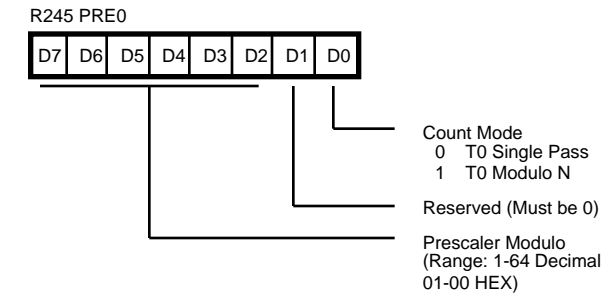 R245 PRE0
D7 D6 D5 D4 D3 D2 D1 D0
Count Mode
0 T0 Single Pass
1 T0 Modulo N
Reserved (Must be 0)
Prescaler Modulo
(Range: 1-64 Decimal
01-00 HEX)